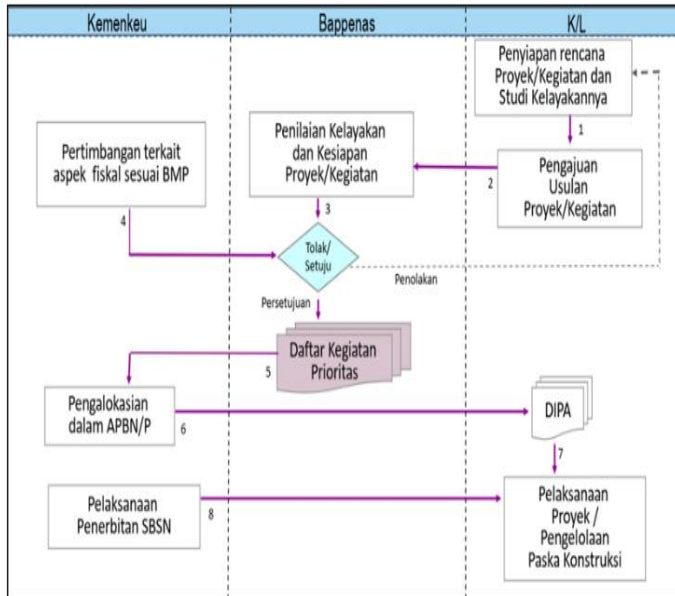 Kemenkeu
Bappenas
K/L
Penyiapan rencana
Proyek/Kegiatan dan
Studi Kelayakannya
1
Pertimbangan terkait
aspek fiskal sesuai BMP
4
Penilaian Kelayakan
dan Kesiapan
Proyek/Kegiatan
3
2
Pengajuan
Usulan
Proyek/Kegiatan
Tolak/
Setuju
Penolakan
Persetujuan
Daftar Kegiatan
Prioritas
5
Pengalokasian
dalam APBN/P
6
DIPA
7
Pelaksanaan
Penerbitan SBSN
8
Pelaksanaan
Proyek /
Pengelolaan
Paska Konstruksi